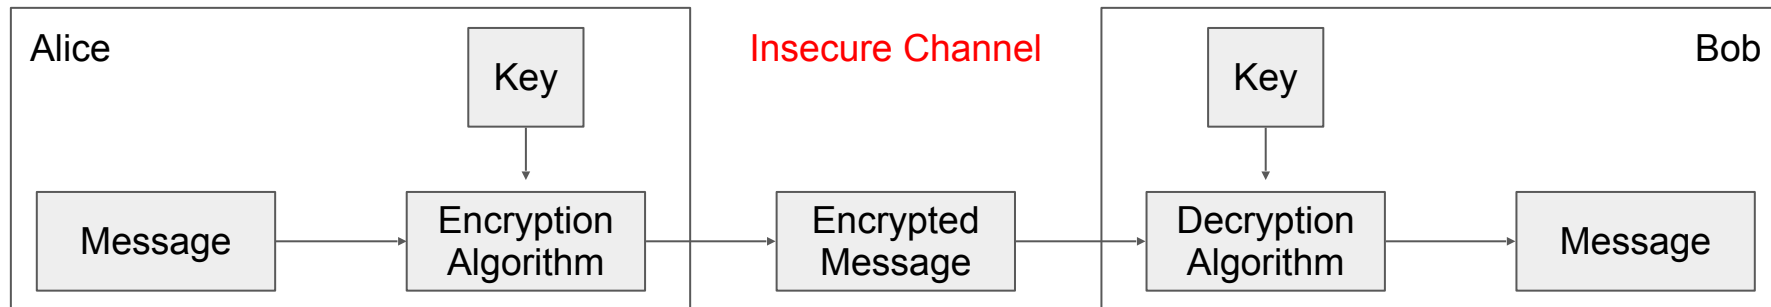 Alice
Insecure Channel
Bob
Key
Key
Message
Encryption
Algorithm
Encrypted
Message
Decryption
Algorithm
Message